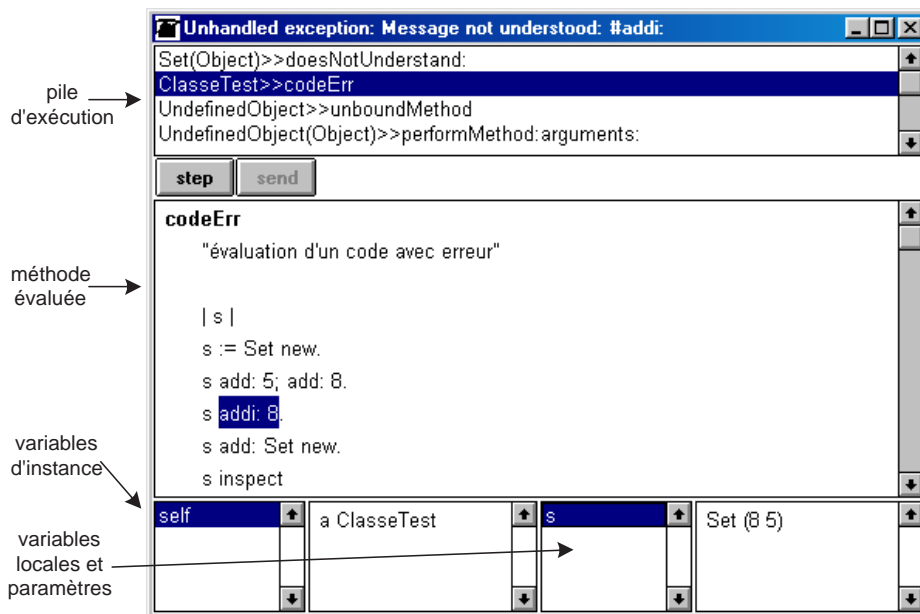 Unhandled exception: Message not understood: #addi:
Set(Object)>>doesNotUnderstand:
ClasseTest>>codeErr
UndefinedObject>>unboundMethod
UndefinedObject(Object)>>performMethod:arguments:
pile
d'exécution
step send
codeErr
"évaluation d'un code avec erreur"
| s |
s := Set new.
s add: 5; add: 8.
s addi: 8.
s add: Set new.
s inspect
méthode
évaluée
variables
d'instance
self
a ClasseTest
s
Set (8 5)
variables
locales et
paramètres